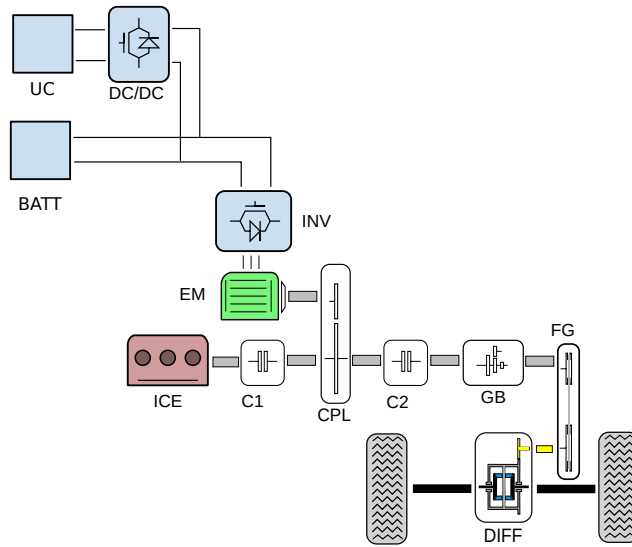 UC
DC/DC
BATT
INV
EM
FG
ICE
C1
CPL
C2
GB
DIFF